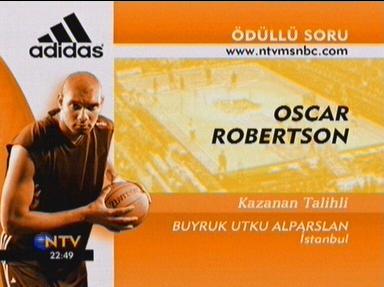 adidas
ÖDÜLLÜ SORU
www.ntvmsnbc.com
OSCAR
ROBERTSON
Kazanan Talihli
BUYRUK UTKU ALPARSLAN
İstanbul
NTV
22:49